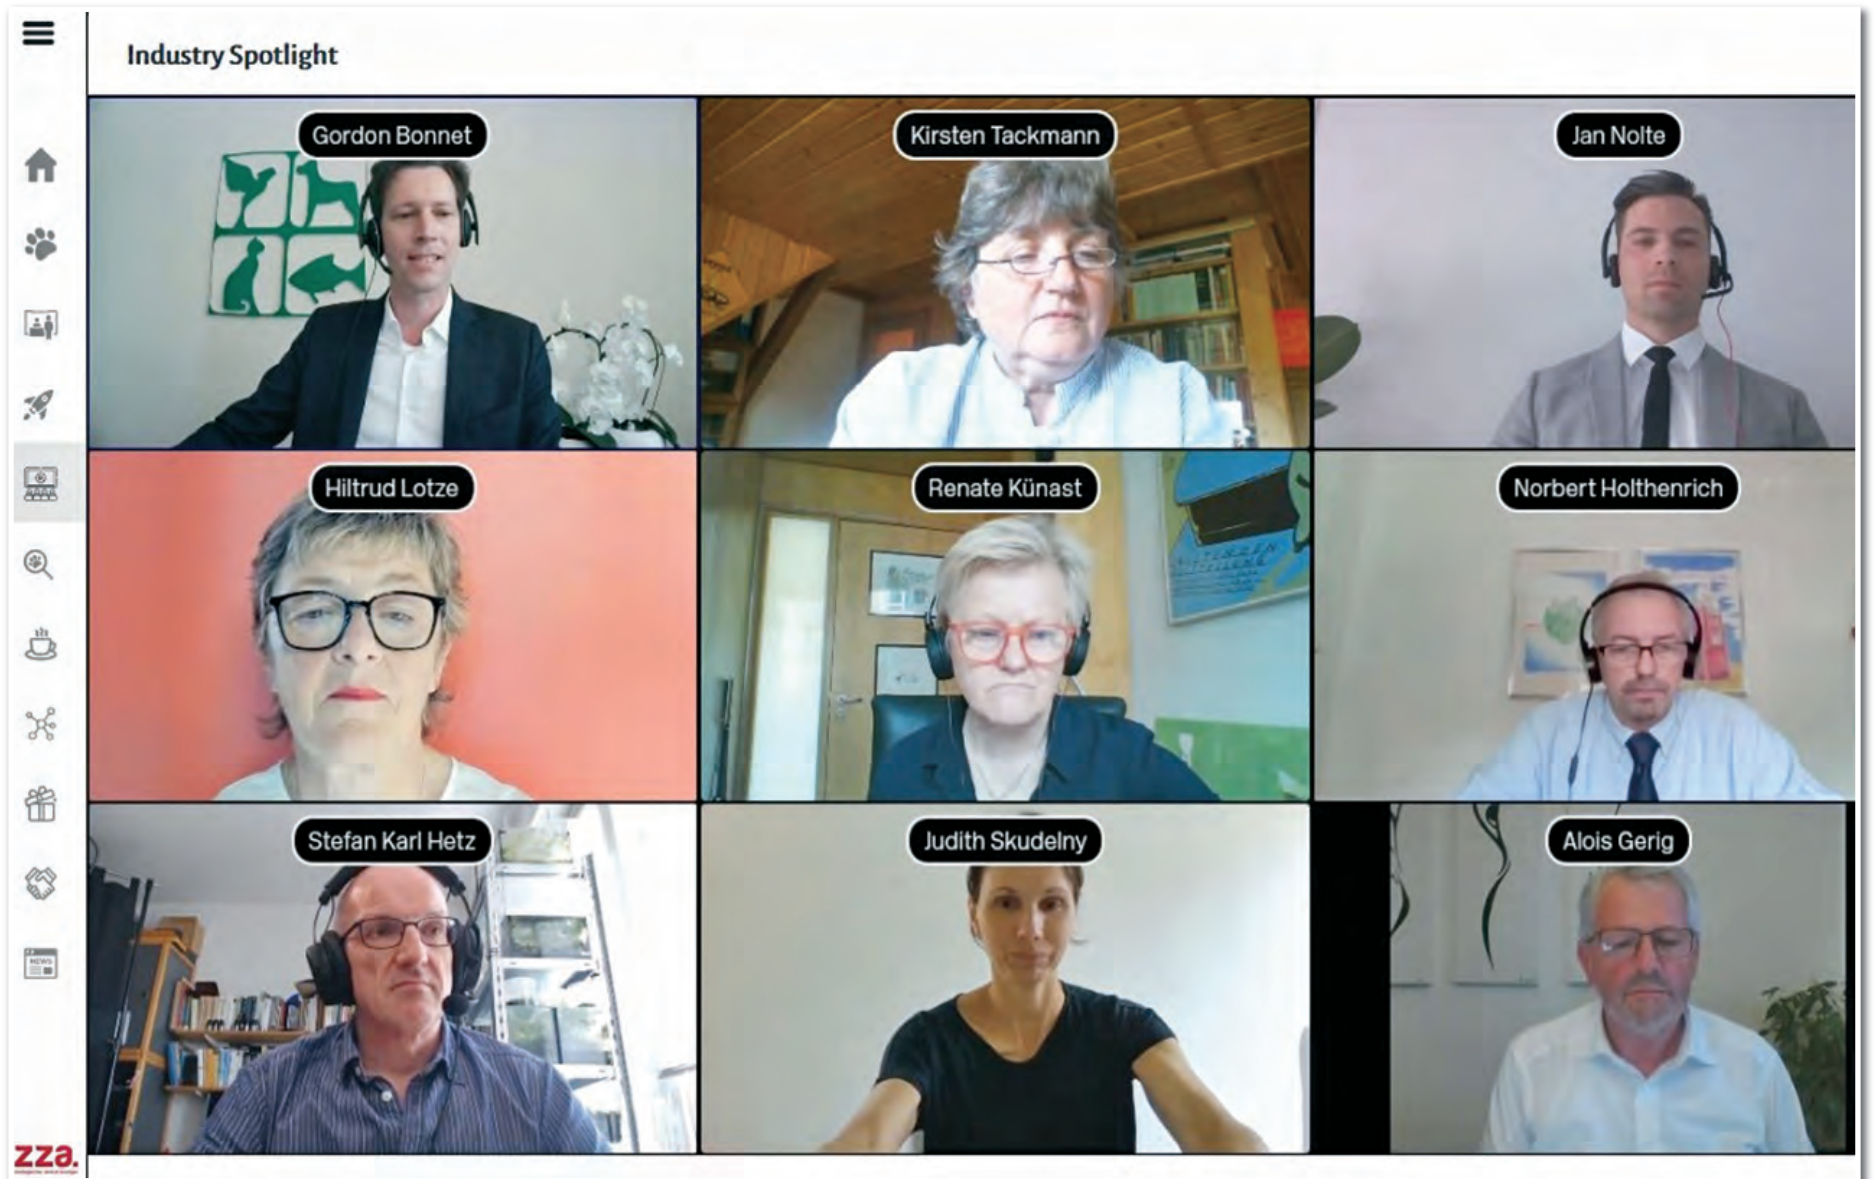 Industry Spotlight
Gordon Bonnet
Kirsten Tackmann
Jan Nolte
Hiltrud Lotze
Renate Künast
Norbert Holthenrich
Stefan Karl Hetz
Judith Skudelny
Alois Gerig
NEWS
zza.